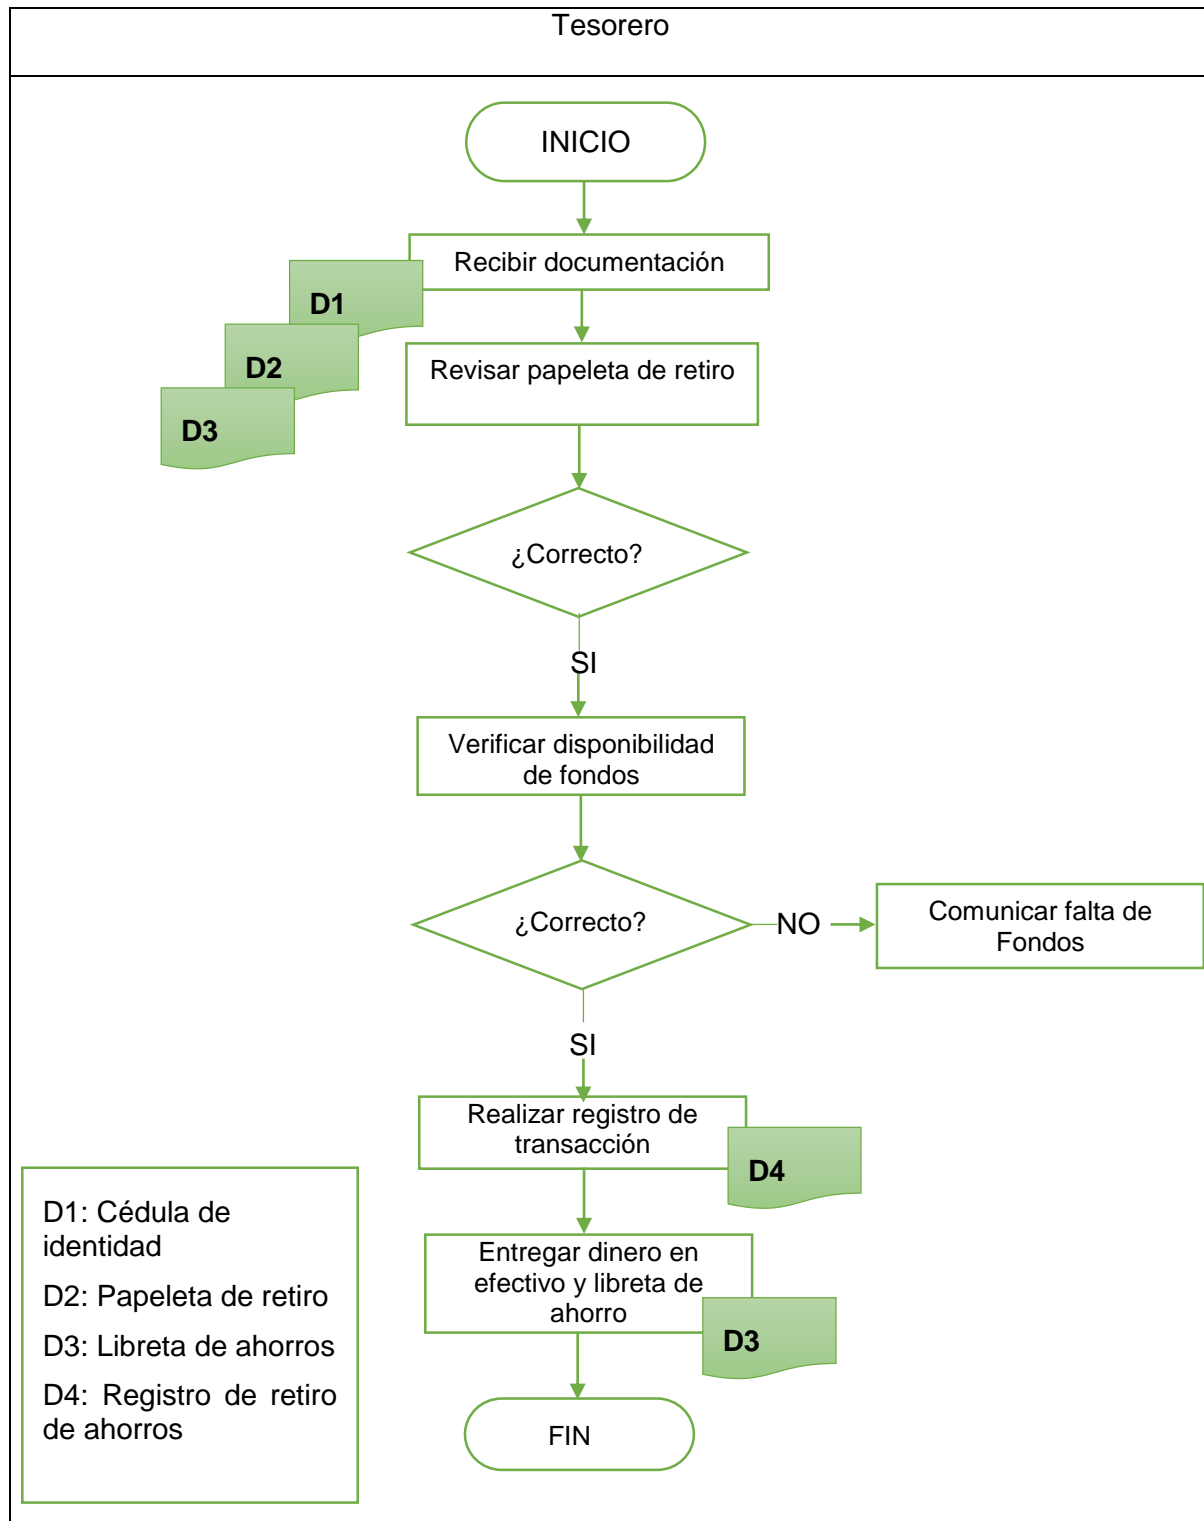 Tesorero
INICIO
Recibir documentación
D1
D2
D3
Revisar papeleta de retiro
¿Correcto?
SI
Verificar disponibilidad
de fondos
¿Correcto?
NO
Comunicar falta de
Fondos
SI
Realizar registro de
transacción
D4
Entregar dinero en
efectivo y libreta de
ahorro
D3
FIN
D1: Cédula de
identidad
D2: Papeleta de retiro
D3: Libreta de ahorros
D4: Registro de retiro
de ahorros